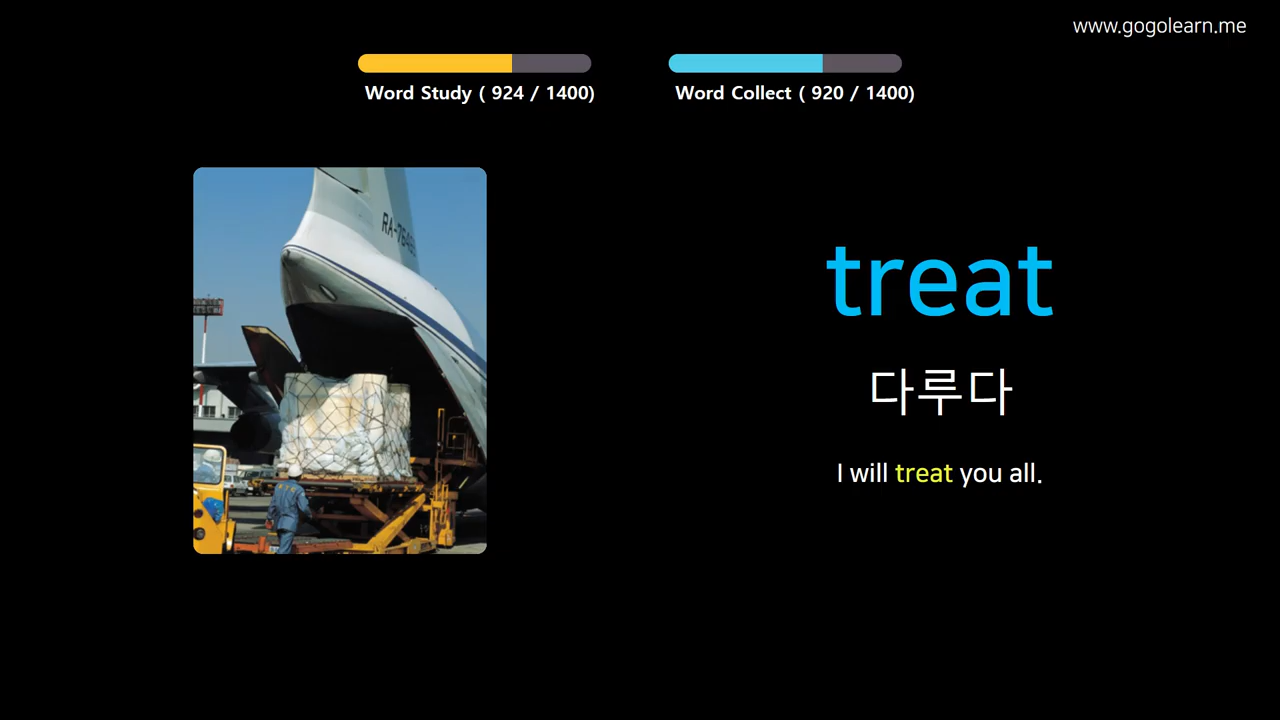 www.gogolearn.me
Word Study ( 924 / 1400)
Word Collect ( 920 / 1400)
treat
다루다
I will treat you all.